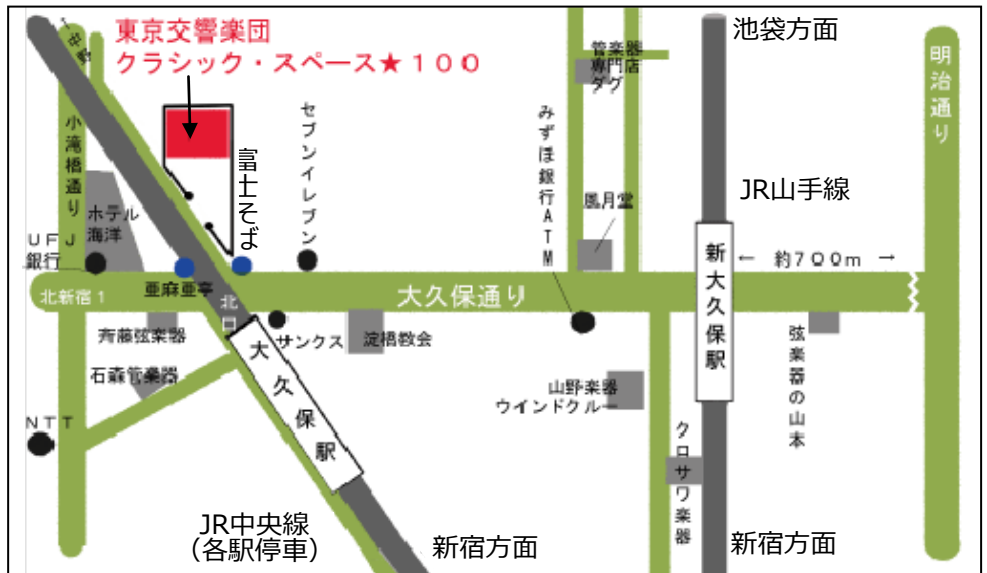 東京交響楽団
クラシック・スペース★100
池袋方面
明治通り
管楽器
専門店
ダグ
セブンイレブン
みずほ銀行ATM
小滝橋通り
富士そば
JR山手線
ホテル
海洋
風月堂
UFJ
銀行
新大久保駅
← 約700m →
亜麻亜亭
北新宿1
北口
大久保通り
斉藤弦楽器
サンクス
淀橋教会
弦楽器の山本
大久保駅
石森管楽器
山野楽器
ウインドクルー
NTT
クロサワ楽器
JR中央線
(各駅停車)
新宿方面
新宿方面